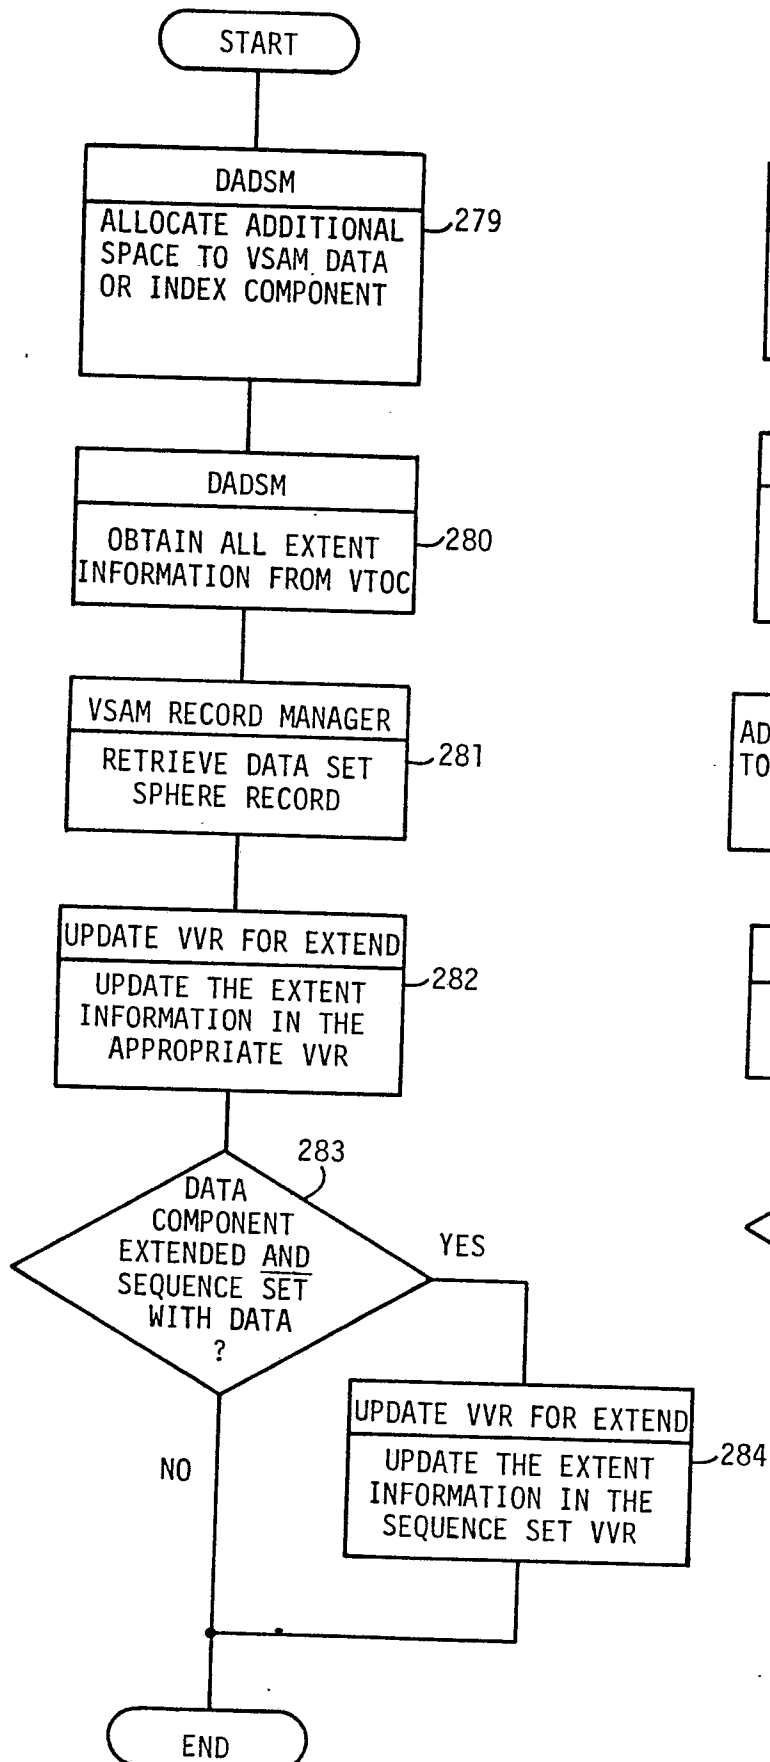 START
DADSM
ALLOCATE ADDITIONAL
SPACE TO VSAM DATA
OR INDEX COMPONENT
279
DADSM
OBTAIN ALL EXTENT
INFORMATION FROM VTOC
280
VSAM RECORD MANAGER
RETRIEVE DATA SET
SPHERE RECORD
281
UPDATE VVR FOR EXTEND
UPDATE THE EXTENT
INFORMATION IN THE
APPROPRIATE VVR
282
283
DATA
COMPONENT
EXTENDED AND
SEQUENCE SET
WITH DATA
?
YES
NO
UPDATE VVR FOR EXTEND
UPDATE THE EXTENT
INFORMATION IN THE
SEQUENCE SET VVR
284
END
AD
TO